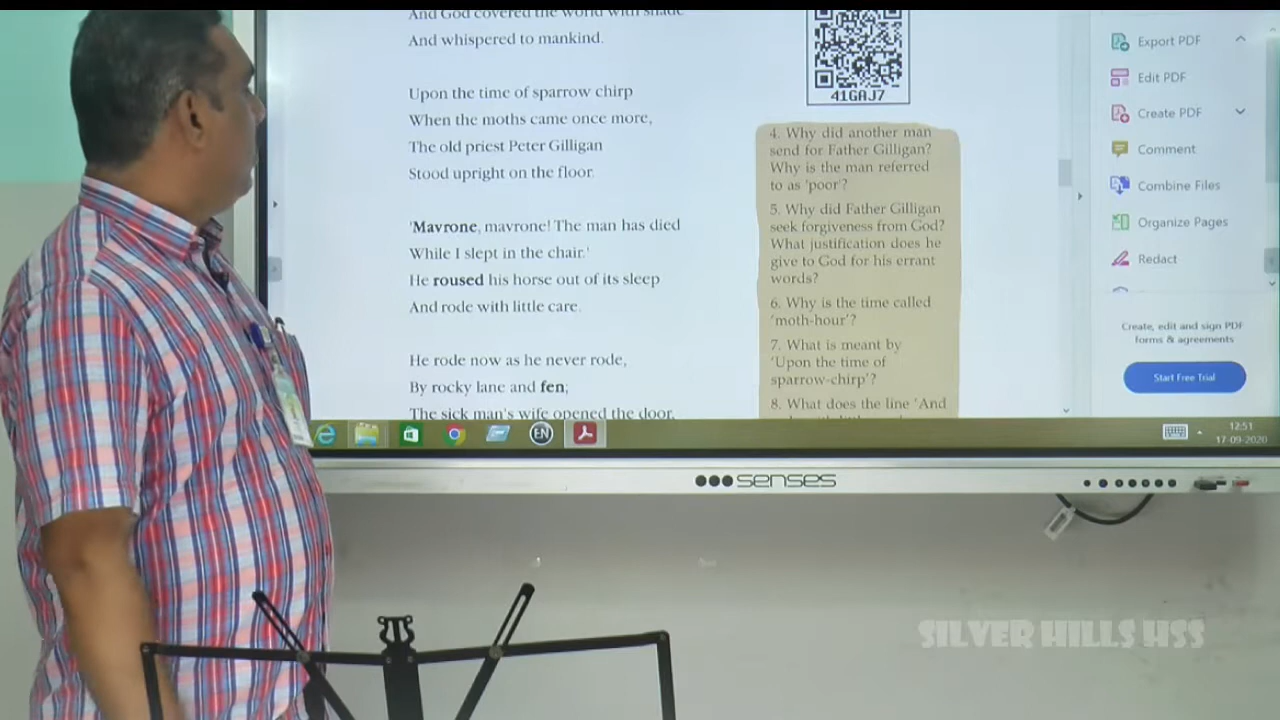 And God covered the world with shade
And whispered to mankind.
Upon the time of sparrow chirp
When the moths came once more,
The old priest Peter Gilligan
Stood upright on the floor.
'Mavrone, mavrone! The man has died
While I slept in the chair.'
He roused his horse out of its sleep
And rode with little care.
He rode now as he never rode,
By rocky lane and fen;
The sick man's wife opened the door,
41GAJ7
4. Why did another man
send for Father Gilligan?
Why is the man referred
to as 'poor'?
5. Why did Father Gilligan
seek forgiveness from God?
What justification does he
give to God for his errant
words?
6. Why is the time called
'moth-hour'?
7. What is meant by
'Upon the time of
sparrow-chirp'?
8. What does the line 'And
Export PDF
Edit PDF
Create PDF
Comment
Combine Files
Organize Pages
Redact
Create, edit and sign PDF
forms & agreements
Start Free Trial
EN
12:51
17-09-2020
senses
SILVER HILLS HSS